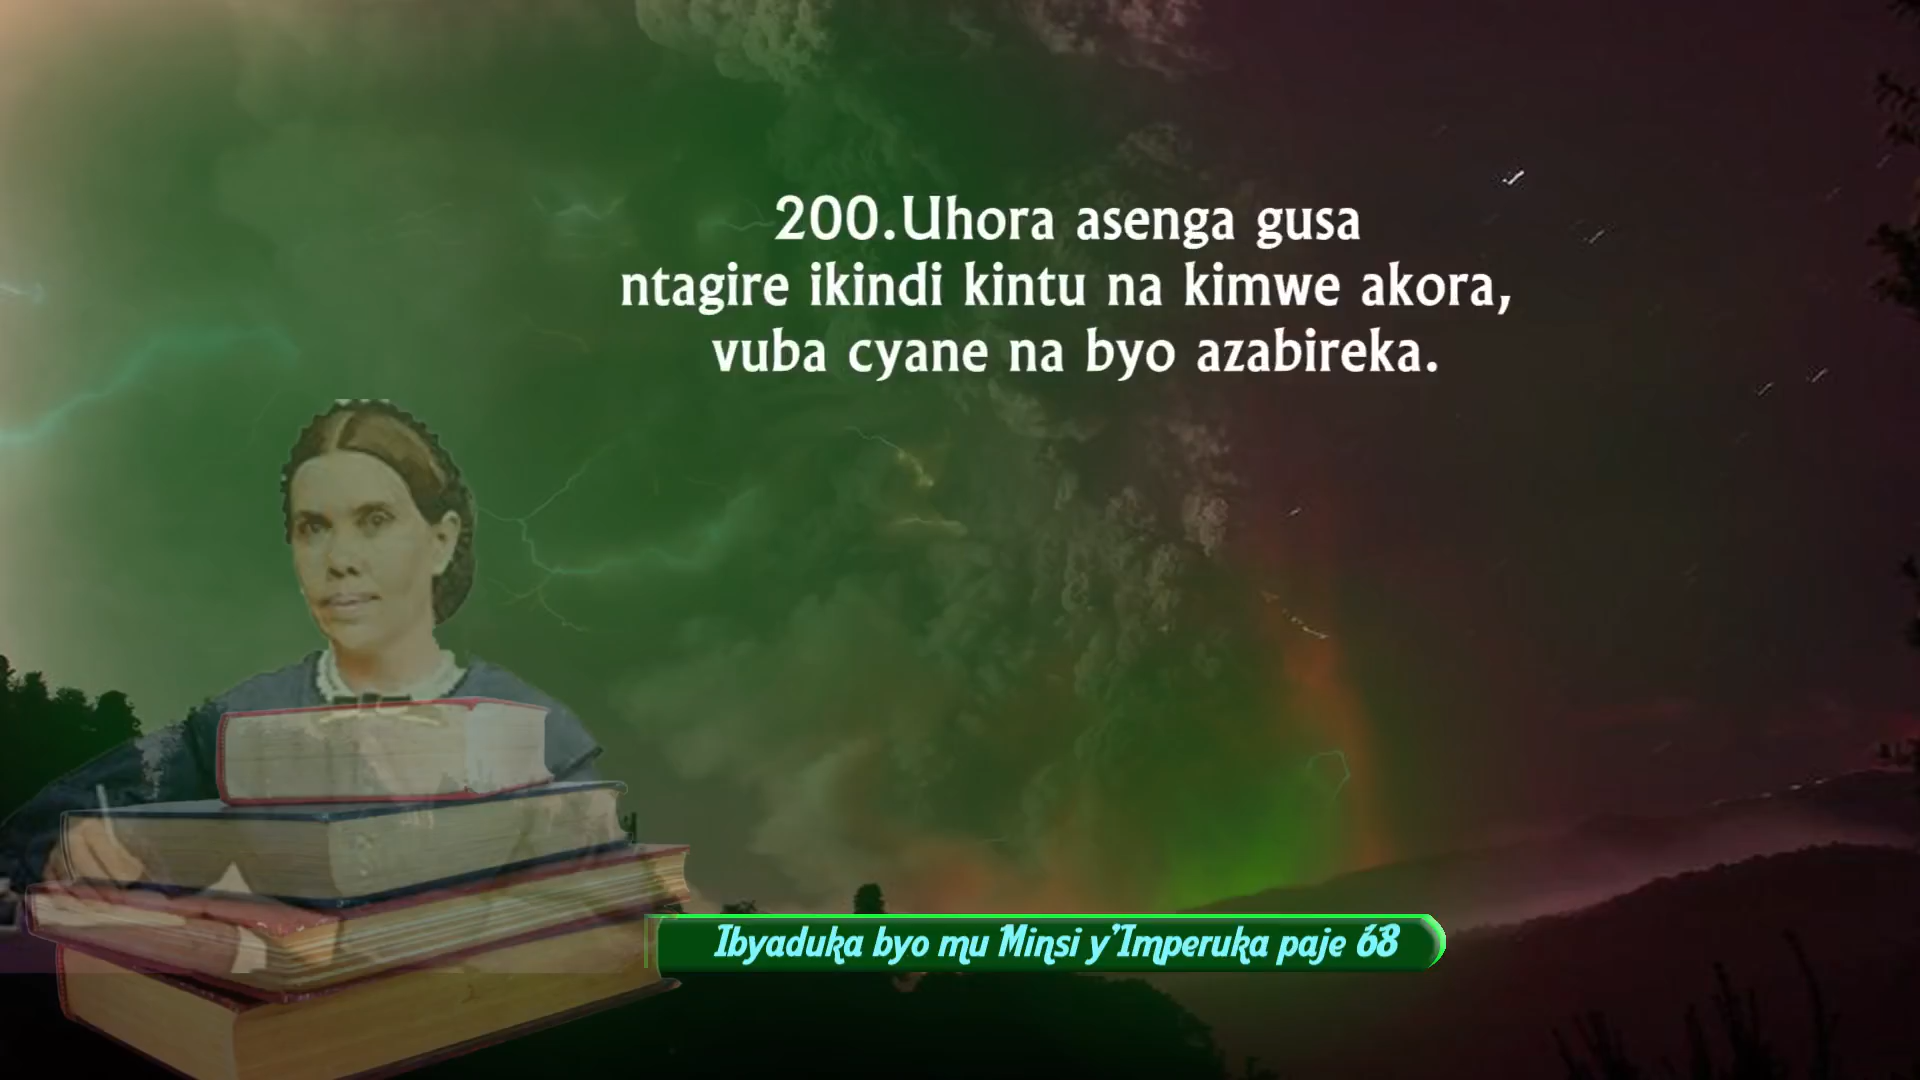 200.Uhora asenga gusa
ntagire ikindi kintu na kimwe akora,
vuba cyane na byo azabireka.
Ibyaduka byo mu Minsi y'Imperuka paje 68